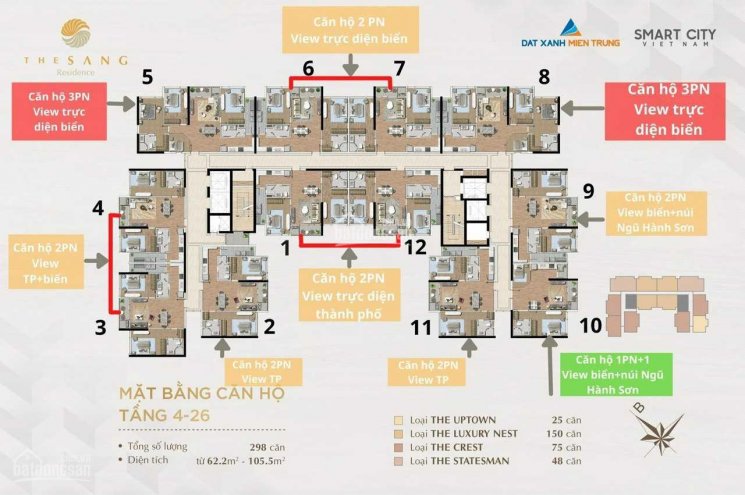 THE SANG
Residence
Căn hộ 2 PN
View trực diện biển
DAT XANH MIEN TRUNG
SMART CITY
VIET NAM
5
6
7
8
Căn hộ 3PN
View trực
diện biển
Căn hộ 3PN
View trực
diện biển
4
9
Căn hộ 2PN
View biển+núi
Ngũ Hành Sơn
Căn hộ 2PN
View
TP+biển
1
12
batdongsan
Căn hộ 2PN
View trực diện
thành phố
3
2
11
10
Căn hộ 2PN
View TP
Căn hộ 2PN
View TP
Căn hộ 1PN+1
View biển+núi Ngũ
Hành Sơn
MẶT BẰNG CĂN HỘ
TẦNG 4-26
• Tổng số lượng 298 căn
• Diện tích từ 62.2m² - 105.5m²
Loại THE UPTOWN 25 căn
Loại THE LUXURY NEST 150 căn
Loại THE CREST 75 căn
Loại THE STATESMAN 48 căn
B
batdongsan